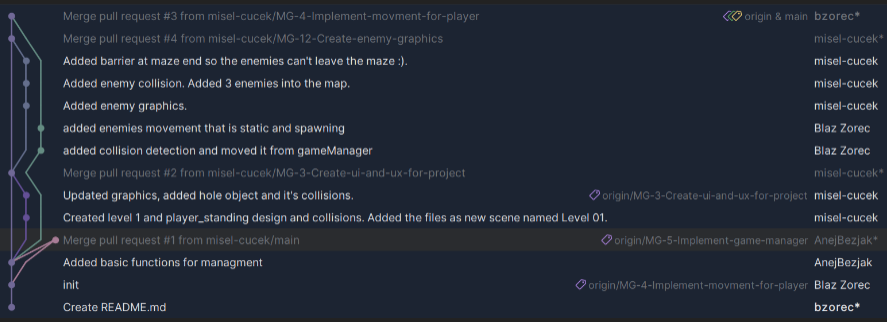 Merge pull request #3 from misel-cucek/MG-4-Implement-movment-for-player origin & main bzorec*
Merge pull request #4 from misel-cucek/MG-12-Create-enemy-graphics misel-cucek*
Added barrier at maze end so the enemies can't leave the maze :). misel-cucek
Added enemy collision. Added 3 enemies into the map. misel-cucek
Added enemy graphics. misel-cucek
added enemies movement that is static and spawning Blaz Zorec
added collision detection and moved it from gameManager Blaz Zorec
Merge pull request #2 from misel-cucek/MG-3-Create-ui-and-ux-for-project misel-cucek*
Updated graphics, added hole object and it's collisions. origin/MG-3-Create-ui-and-ux-for-project misel-cucek
Created level 1 and player_standing design and collisions. Added the files as new scene named Level 01. misel-cucek
Merge pull request #1 from misel-cucek/main origin/MG-5-Implement-game-manager AnejBezjak*
Added basic functions for managment AnejBezjak
init origin/MG-4-Implement-movment-for-player Blaz Zorec
Create README.md bzorec*